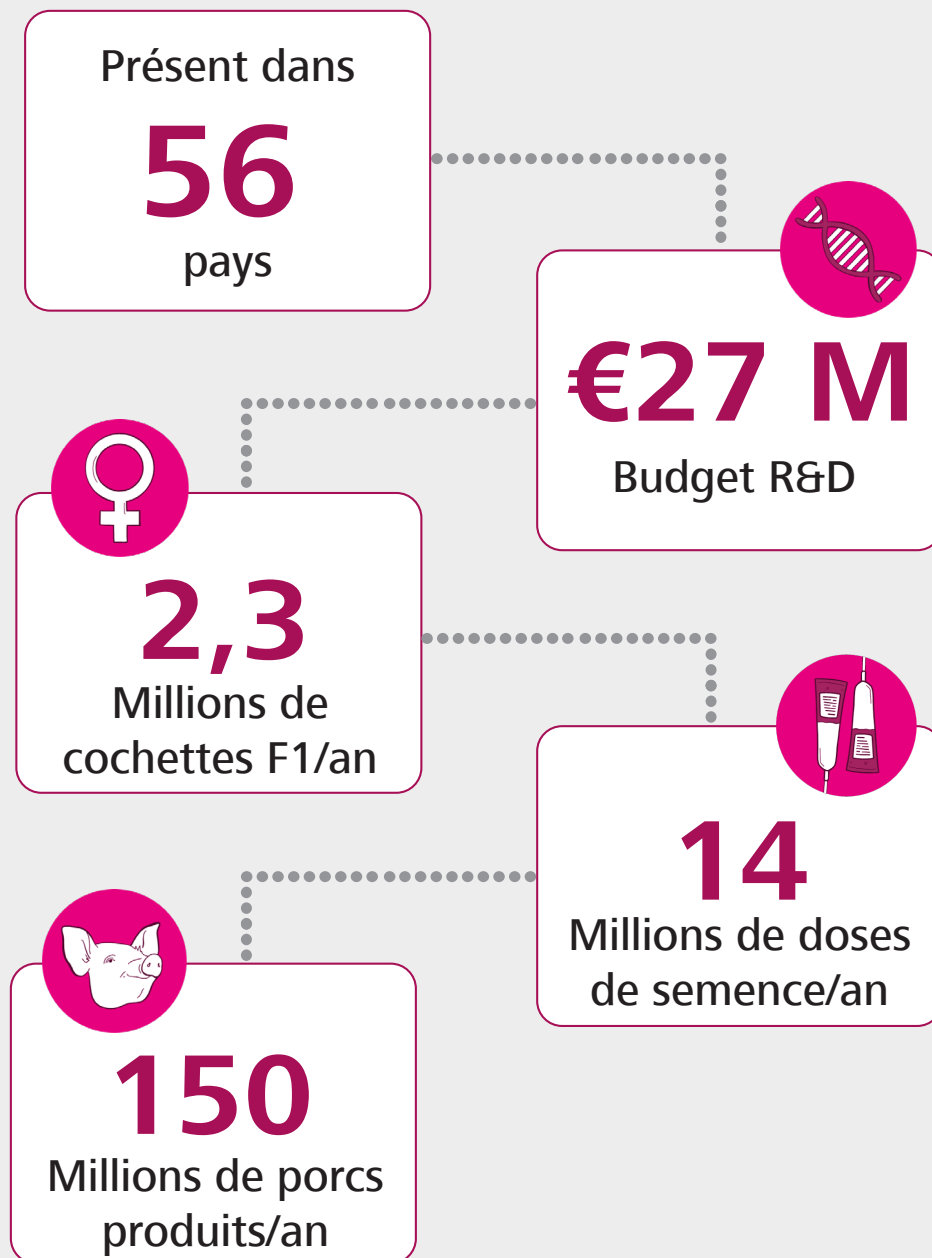 Présent dans
56
pays
€27 M
Budget R&D
2,3
Millions de
cochettes F1/an
14
Millions de doses
de semence/an
150
Millions de porcs
produits/an